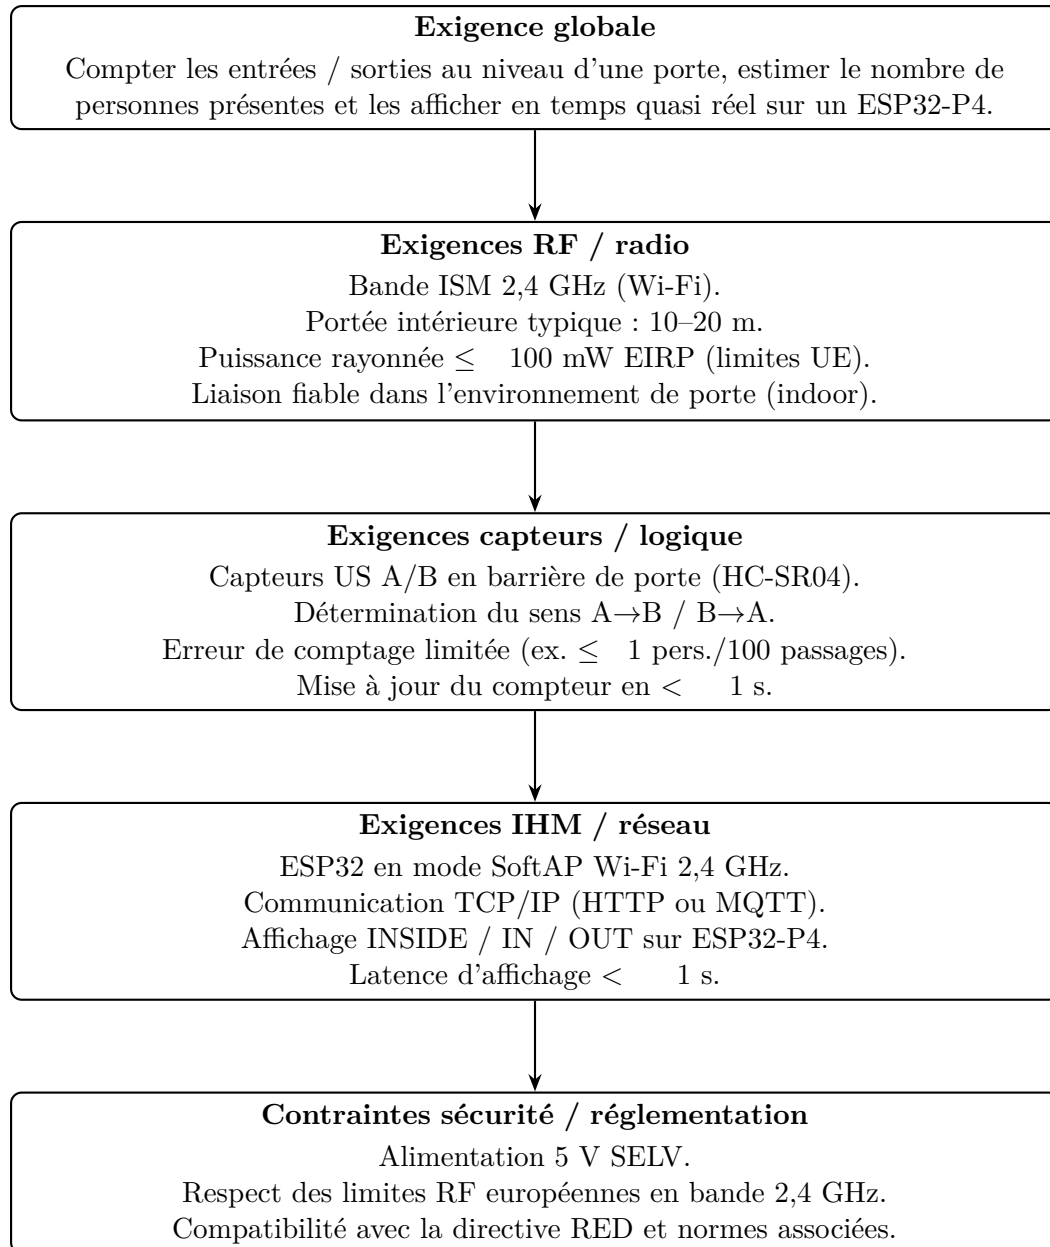 Exigence globale
Compter les entrées / sorties au niveau d'une porte, estimer le nombre de
personnes présentes et les afficher en temps quasi réel sur un ESP32-P4.
Exigences RF / radio
Bande ISM 2,4 GHz (Wi-Fi).
Portée intérieure typique : 10–20 m.
Puissance rayonnée ≤ 100 mW EIRP (limites UE).
Liaison fiable dans l'environnement de porte (indoor).
Exigences capteurs / logique
Capteurs US A/B en barrière de porte (HC-SR04).
Détermination du sens A→B / B→A.
Erreur de comptage limitée (ex. ≤ 1 pers./100 passages).
Mise à jour du compteur en < 1 s.
Exigences IHM / réseau
ESP32 en mode SoftAP Wi-Fi 2,4 GHz.
Communication TCP/IP (HTTP ou MQTT).
Affichage INSIDE / IN / OUT sur ESP32-P4.
Latence d'affichage < 1 s.
Contraintes sécurité / réglementation
Alimentation 5 V SELV.
Respect des limites RF européennes en bande 2,4 GHz.
Compatibilité avec la directive RED et normes associées.